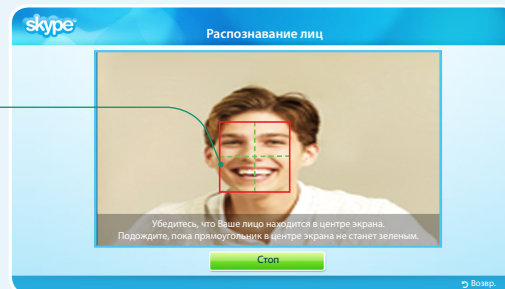 skype
Распознавание лиц
Убедитесь, что Ваше лицо находится в центре экрана.
Подождите, пока прямоугольник в центре экрана не станет зеленым.
Стоп
Возвр.